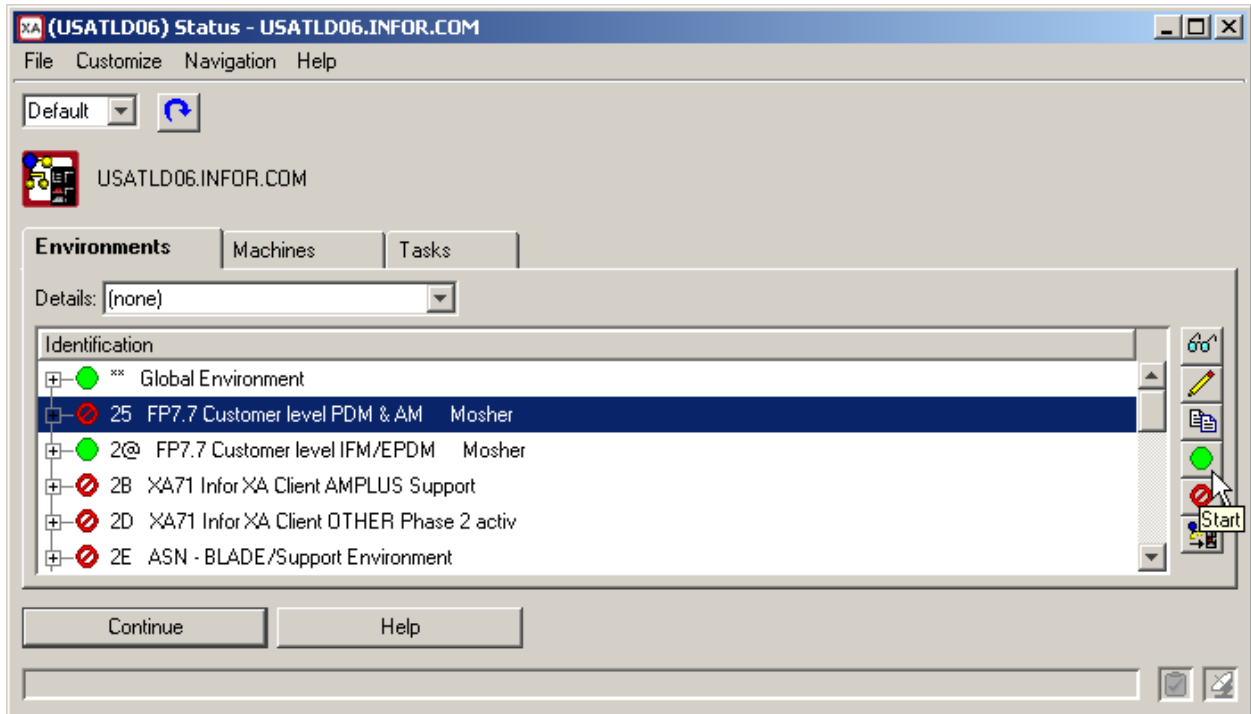 XA (USATLD06) Status - USATLD06.INFOR.COM
File Customize Navigation Help
Default
USATLD06.INFOR.COM
Environments Machines Tasks
Details: (none)
Identification
** Global Environment
25 FP7.7 Customer level PDM & AM Mosher
2@ FP7.7 Customer level IFM/EPDM Mosher
2B XA71 Infor XA Client AMPLUS Support
2D XA71 Infor XA Client OTHER Phase 2 activ
Start
2E ASN - BLADE/Support Environment
Continue Help